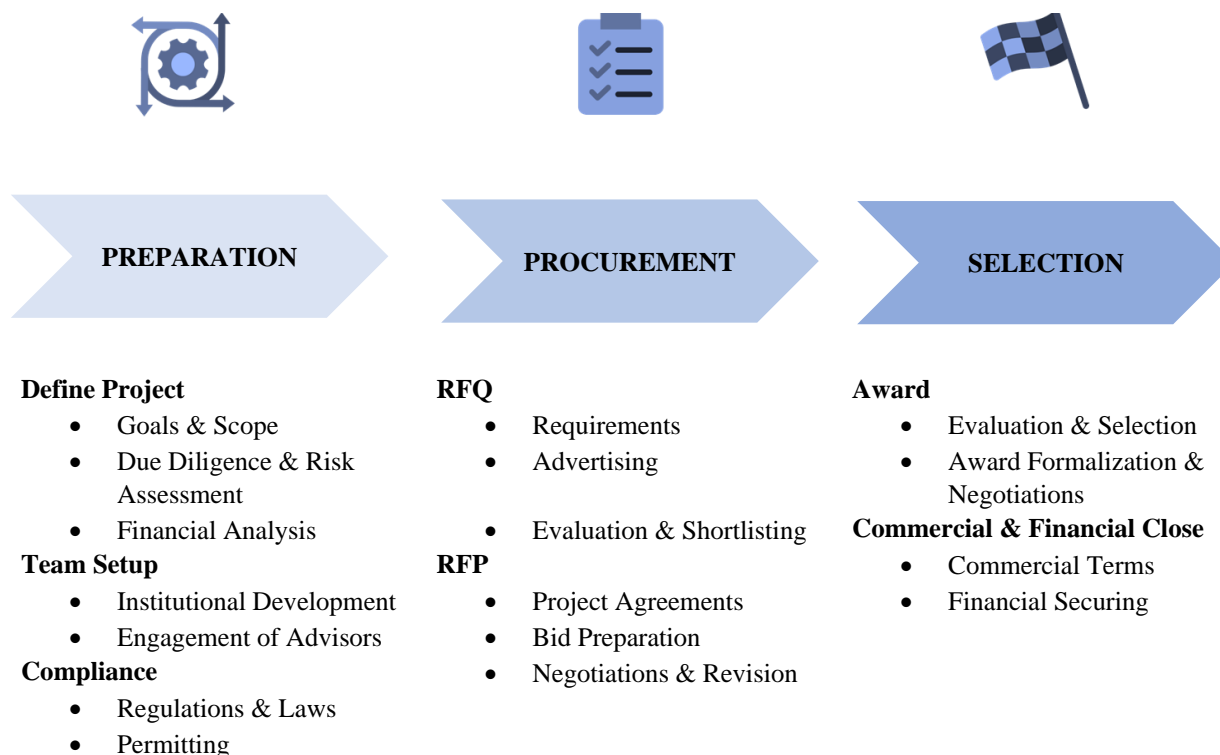 PREPARATION
PROCUREMENT
SELECTION
Define Project
• Goals & Scope
• Due Diligence & Risk
Assessment
• Financial Analysis
Team Setup
• Institutional Development
• Engagement of Advisors
Compliance
• Regulations & Laws
• Permitting
RFQ
• Requirements
• Advertising
• Evaluation & Shortlisting
RFP
• Project Agreements
• Bid Preparation
• Negotiations & Revision
Award
• Evaluation & Selection
• Award Formalization &
Negotiations
Commercial & Financial Close
• Commercial Terms
• Financial Securing